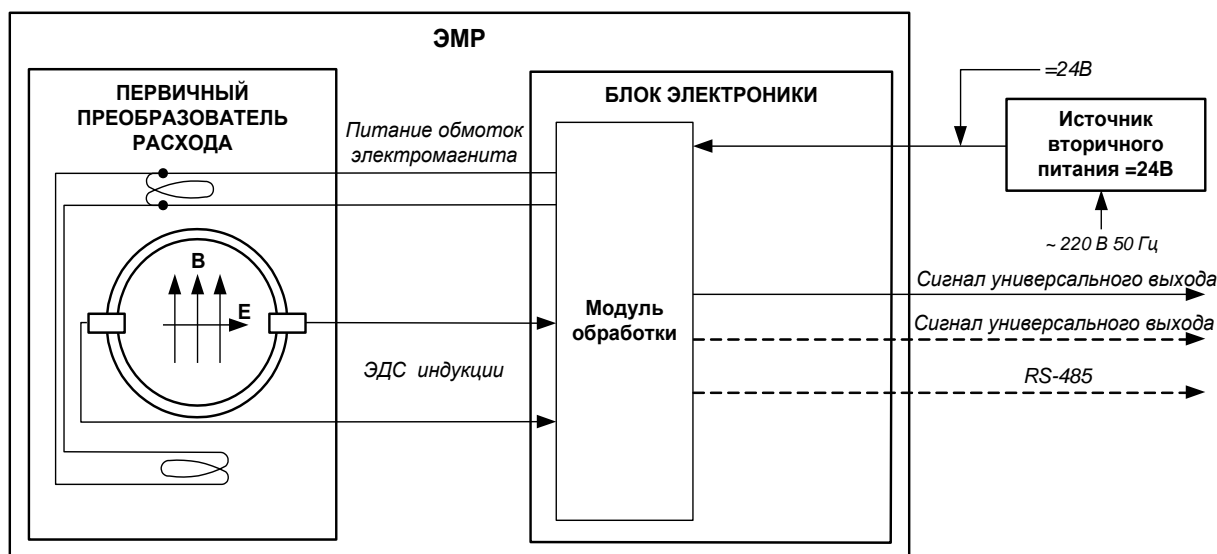 ЭМР
ПЕРВИЧНЫЙ
ПРЕОБРАЗОВАТЕЛЬ
РАСХОДА
Питание обмоток
электромагнита
B
E
ЭДС индукции
БЛОК ЭЛЕКТРОНИКИ
Модуль
обработки
=24В
Источник
вторичного
питания =24В
~ 220 В 50 Гц
Сигнал универсального выхода
Сигнал универсального выхода
RS-485